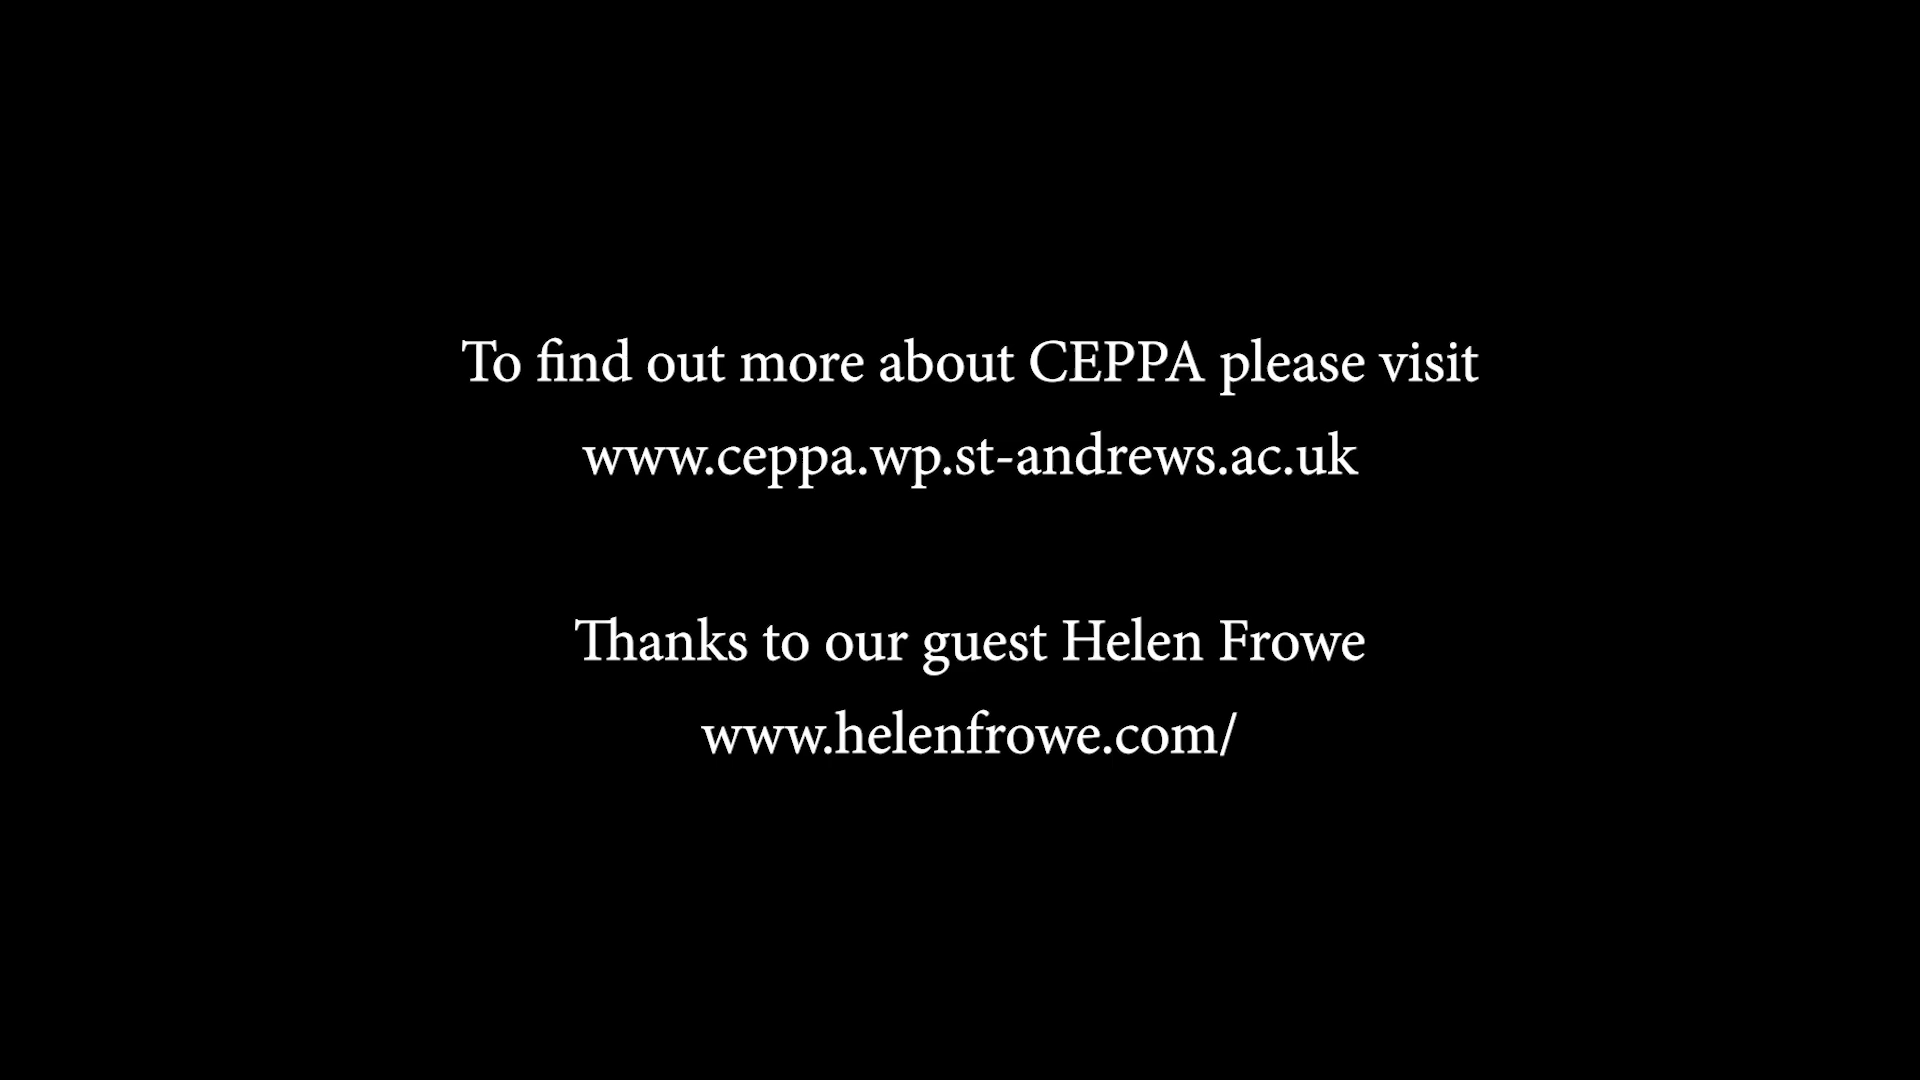 To find out more about CEPPA please visit
www.ceppa.wp.st-andrews.ac.uk
Thanks to our guest Helen Frowe
www.helenfrowe.com/